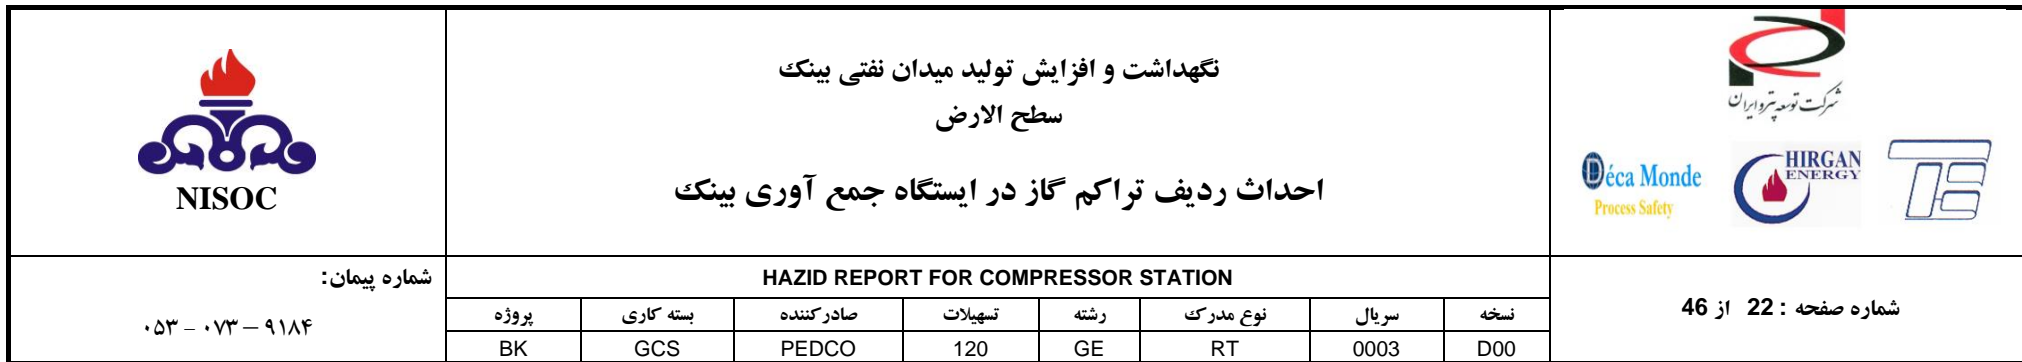 NISOC
نگهداشت و افزایش تولید میدان نفتی بینک
سطح الارض
احداث ردیف تراکم گاز در ایستگاه جمع آوری بینک
شرکت توسعه پترو ایران
Déca Monde
Process Safety
HIRGAN
ENERGY
شماره پیمان:
۰۵۳ – ۰۷۳ – ۹۱۸۴
HAZID REPORT FOR COMPRESSOR STATION
پروژه بسته کاری صادرکننده تسهیلات رشته نوع مدرک سریال نسخه
BK GCS PEDCO 120 GE RT 0003 D00
شماره صفحه : 22 از 46